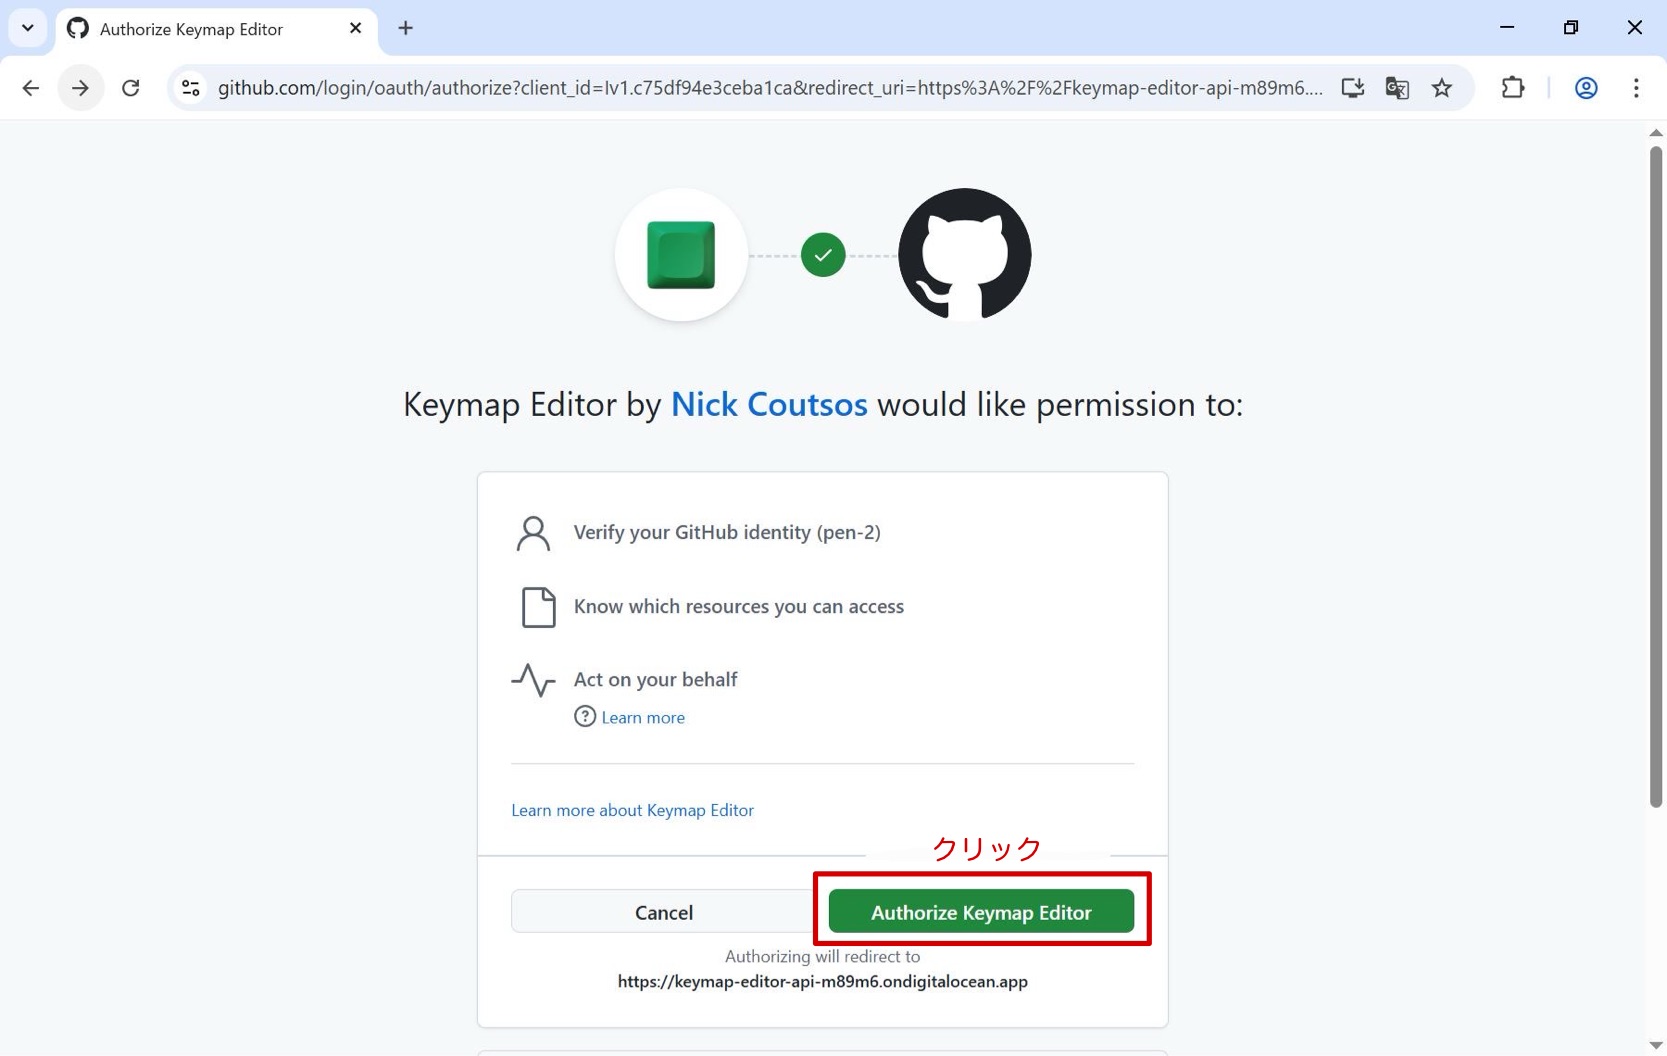 Authorize Keymap Editor
github.com/login/oauth/authorize?client_id=Iv1.c75df94e3ceba1ca&redirect_uri=https%3A%2F%2Fkeymap-editor-api-m89m6....
Keymap Editor by Nick Coutsos would like permission to:
Verify your GitHub identity (pen-2)
Know which resources you can access
Act on your behalf
Learn more
Learn more about Keymap Editor
クリック
Cancel
Authorize Keymap Editor
Authorizing will redirect to
https://keymap-editor-api-m89m6.ondigitalocean.app